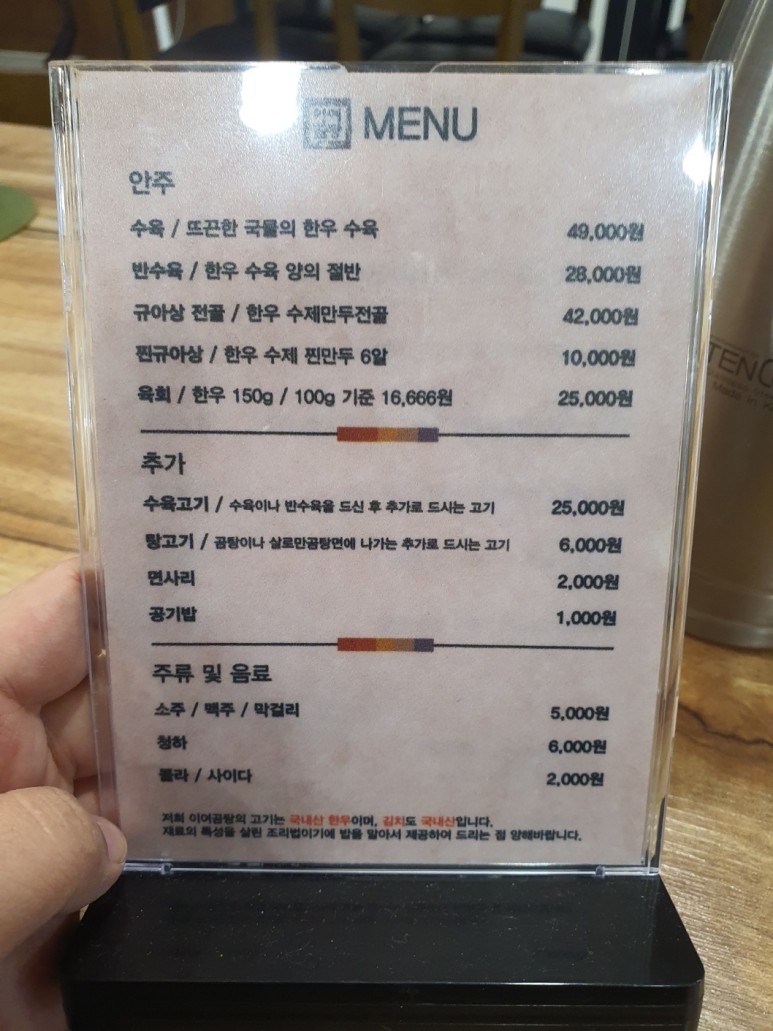 MENU
안주
수육 / 뜨끈한 국물의 한우 수육 49,000원
반수육 / 한우 수육 양의 절반 28,000원
규아상 전골 / 한우 수제만두전골 42,000원
찐규아상 / 한우 수제 찐만두 6알 10,000원
육회 / 한우 150g / 100g 기준 16,666원 25,000원
추가
수육고기 / 수육이나 반수육을 드신 후 추가로 드시는 고기 25,000원
탕고기 / 곰탕이나 살로만곰탕면에 나가는 추가로 드시는 고기 6,000원
면사리 2,000원
공기밥 1,000원
주류 및 음료
소주 / 맥주 / 막걸리 5,000원
청하 6,000원
콜라 / 사이다 2,000원
저희 이여곰탕의 고기는 국내산 한우이며, 김치도 국내산입니다.
재료의 특성을 살린 조리법이기에 밥을 말아서 제공하여 드리는 점 양해바랍니다.
TEN
Made in